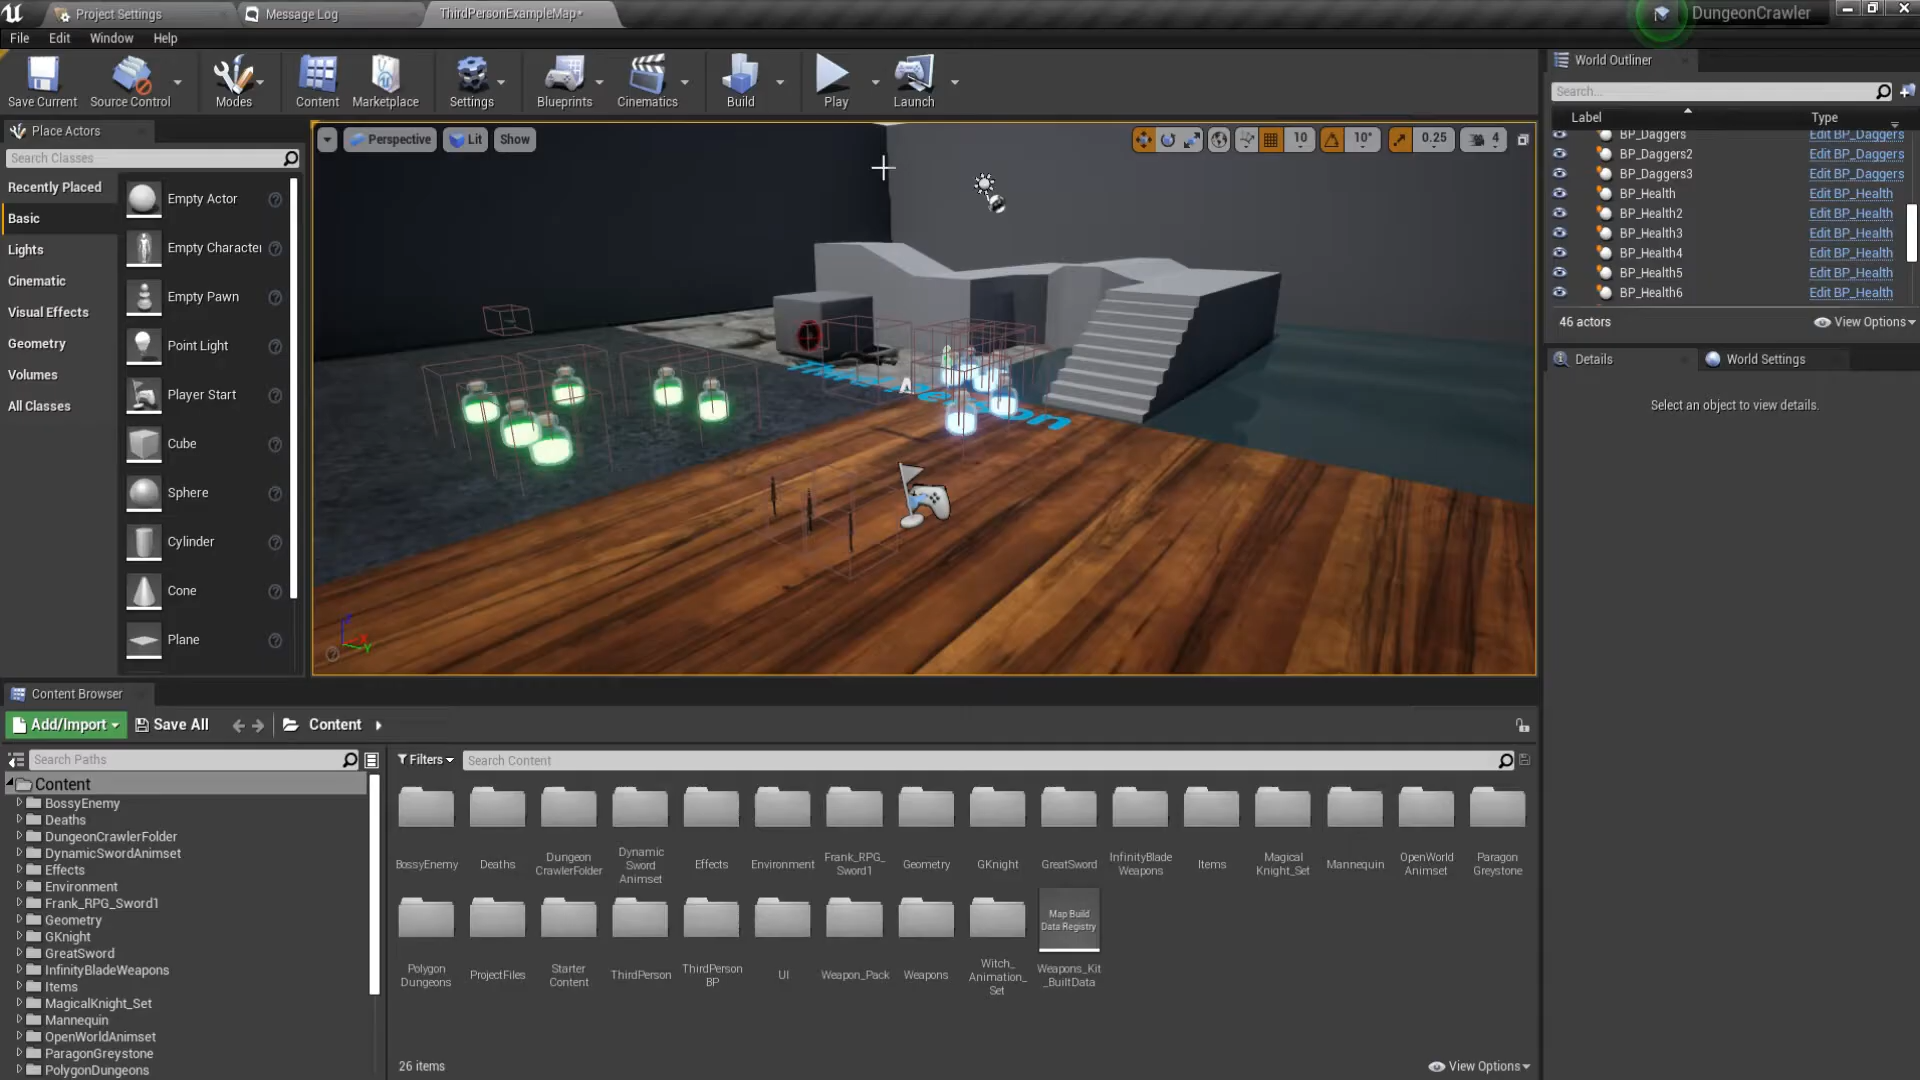 Project Settings
Message Log
ThirdPersonExampleMap*
DungeonCrawler
File Edit Window Help
Save Current
Source Control
Modes
Content
Marketplace
Settings
Blueprints
Cinematics
Build
Play
Launch
Place Actors
Search Classes
Recently Placed
Basic
Lights
Cinematic
Visual Effects
Geometry
Volumes
All Classes
Empty Actor
Empty Character
Empty Pawn
Point Light
Player Start
Cube
Sphere
Cylinder
Cone
Plane
Perspective
Lit
Show
10
10°
0.25
4
Third Person
World Outliner
Search...
Label Type
BP_Daggers Edit BP_Daggers
BP_Daggers2 Edit BP_Daggers
BP_Daggers3 Edit BP_Daggers
BP_Health Edit BP_Health
BP_Health2 Edit BP_Health
BP_Health3 Edit BP_Health
BP_Health4 Edit BP_Health
BP_Health5 Edit BP_Health
BP_Health6 Edit BP_Health
46 actors View Options
Details
World Settings
Select an object to view details.
Content Browser
Add/Import Save All Content
Search Paths
Content
BossyEnemy
Deaths
DungeonCrawlerFolder
DynamicSwordAnimset
Effects
Environment
Frank_RPG_Sword1
Geometry
GKnight
GreatSword
InfinityBladeWeapons
Items
MagicalKnight_Set
Mannequin
OpenWorldAnimset
ParagonGreystone
PolygonDungeons
Filters
Search Content
BossyEnemy
Deaths
Dungeon
CrawlerFolder
Dynamic
Sword
Animset
Effects
Environment
Frank_RPG_
Sword1
Geometry
GKnight
GreatSword
InfinityBlade
Weapons
Items
Magical
Knight_Set
Mannequin
OpenWorld
Animset
Paragon
Greystone
Polygon
Dungeons
ProjectFiles
Starter
Content
ThirdPerson
ThirdPerson
BP
UI
Weapon_Pack
Weapons
Witch_
Animation_
Set
Map Build
Data Registry
Weapons_Kit
_BuiltData
26 items
View Options